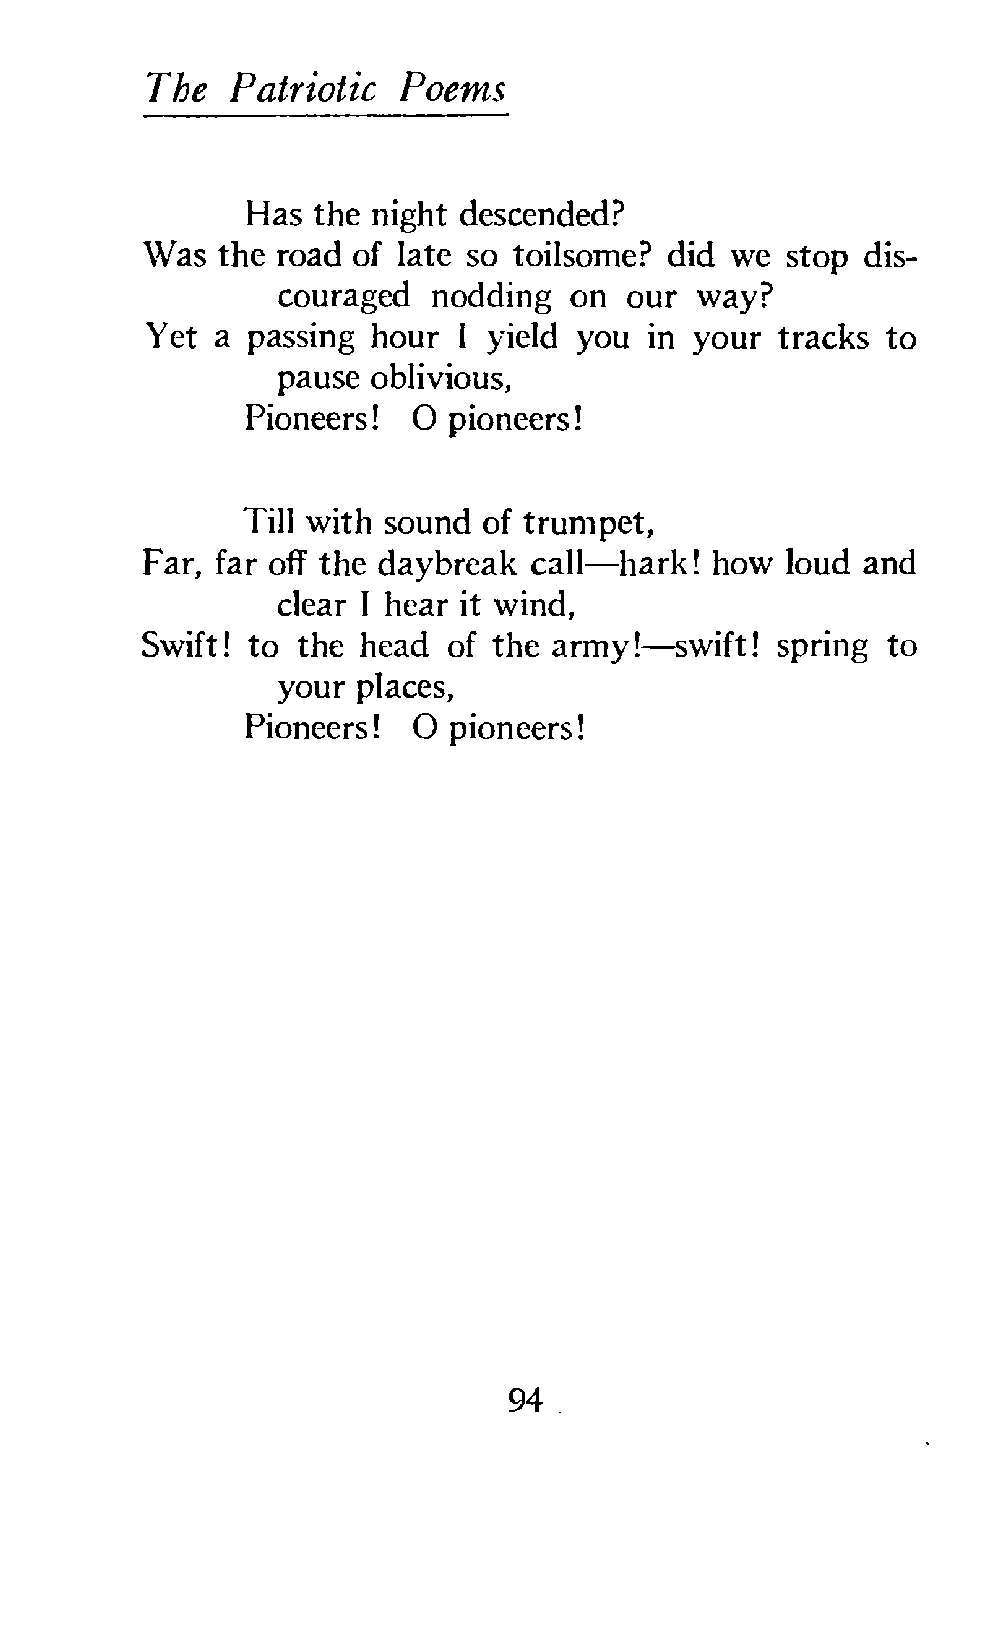 The Patriotic Poems
Has the night descended?
Was the road of late so toilsome? did we stop dis-
couraged nodding on our way?
Yet a passing hour I yield you in your tracks to
pause oblivious,
Pioneers! O pioneers!
Till with sound of trumpet,
Far, far off the daybreak call—hark! how loud and
clear I hear it wind,
Swift! to the head of the army!—swift! spring to
your places,
Pioneers! O pioneers!
94